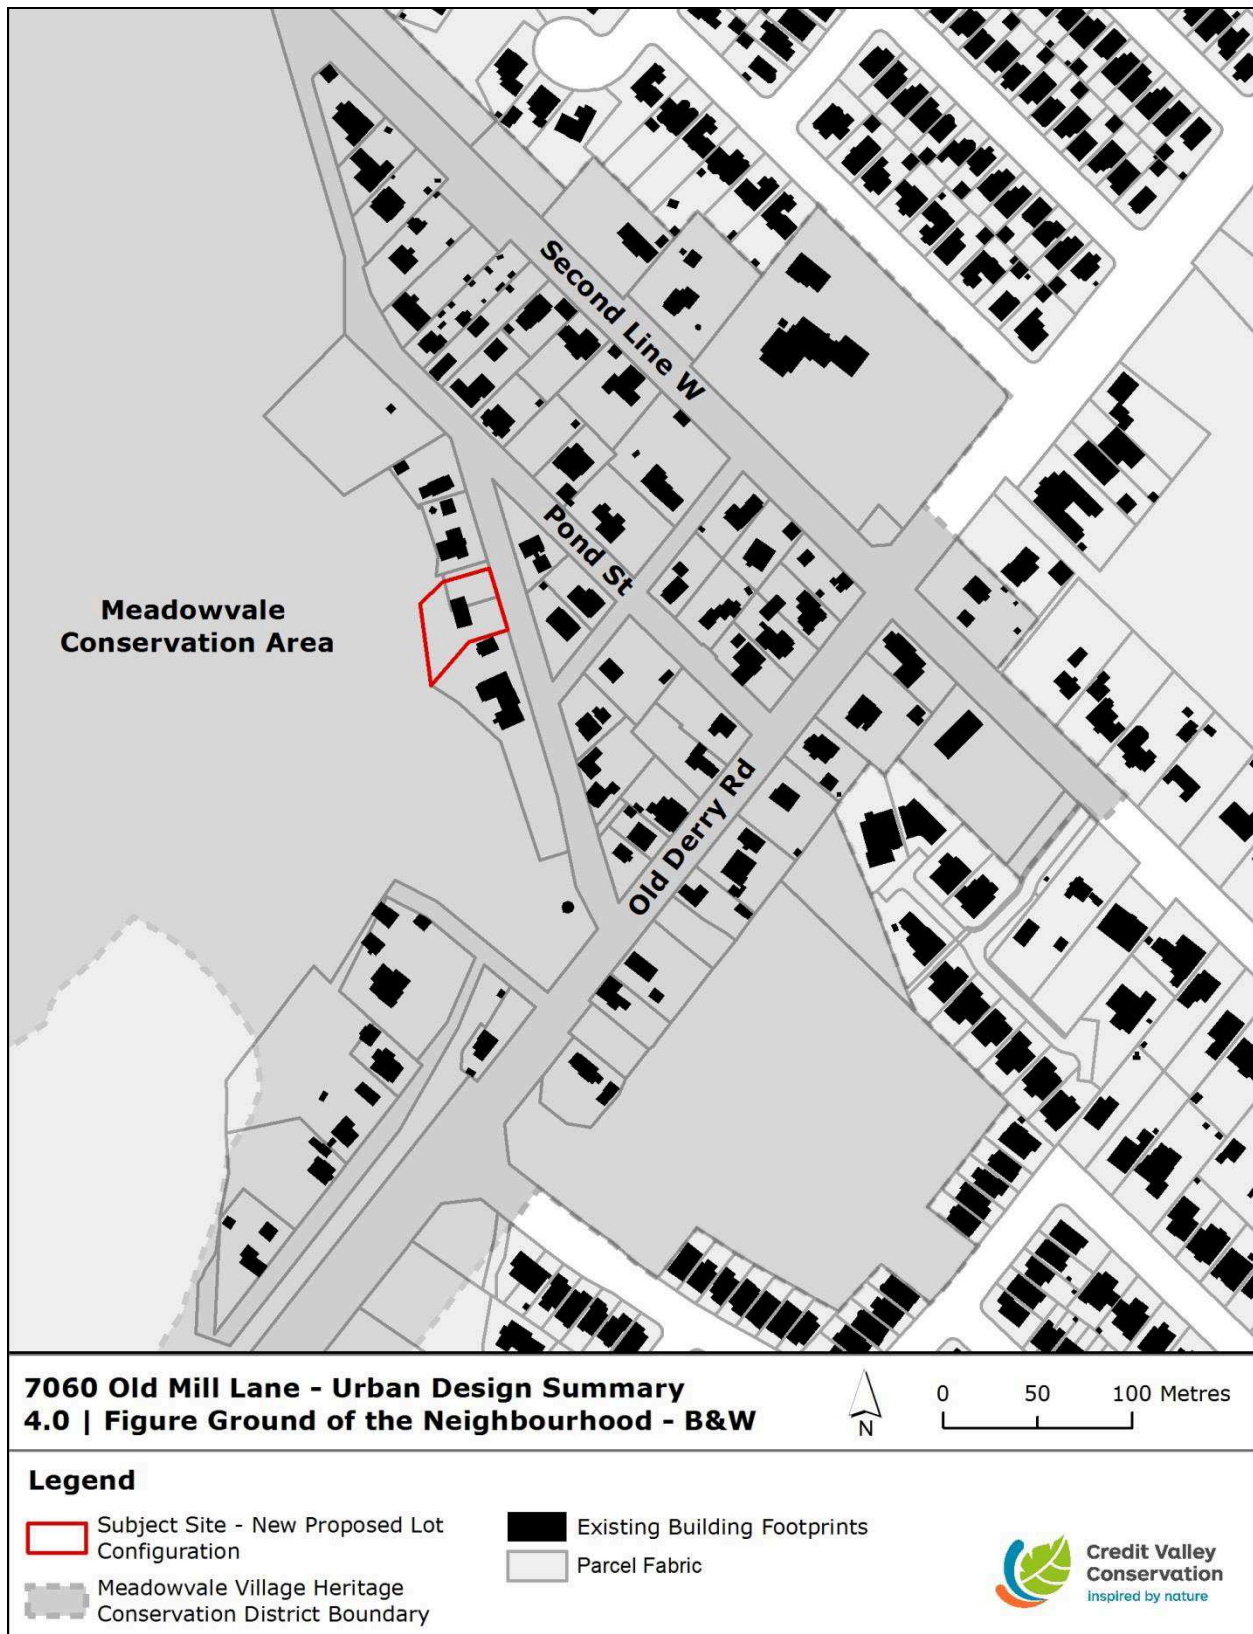 Second Line W
Pond St
Meadowvale
Conservation Area
Old Derry Rd
7060 Old Mill Lane - Urban Design Summary
4.0 | Figure Ground of the Neighbourhood - B&W
N
0 50 100 Metres
Legend
Subject Site - New Proposed Lot
Configuration
Meadowvale Village Heritage
Conservation District Boundary
Existing Building Footprints
Parcel Fabric
Credit Valley
Conservation
inspired by nature